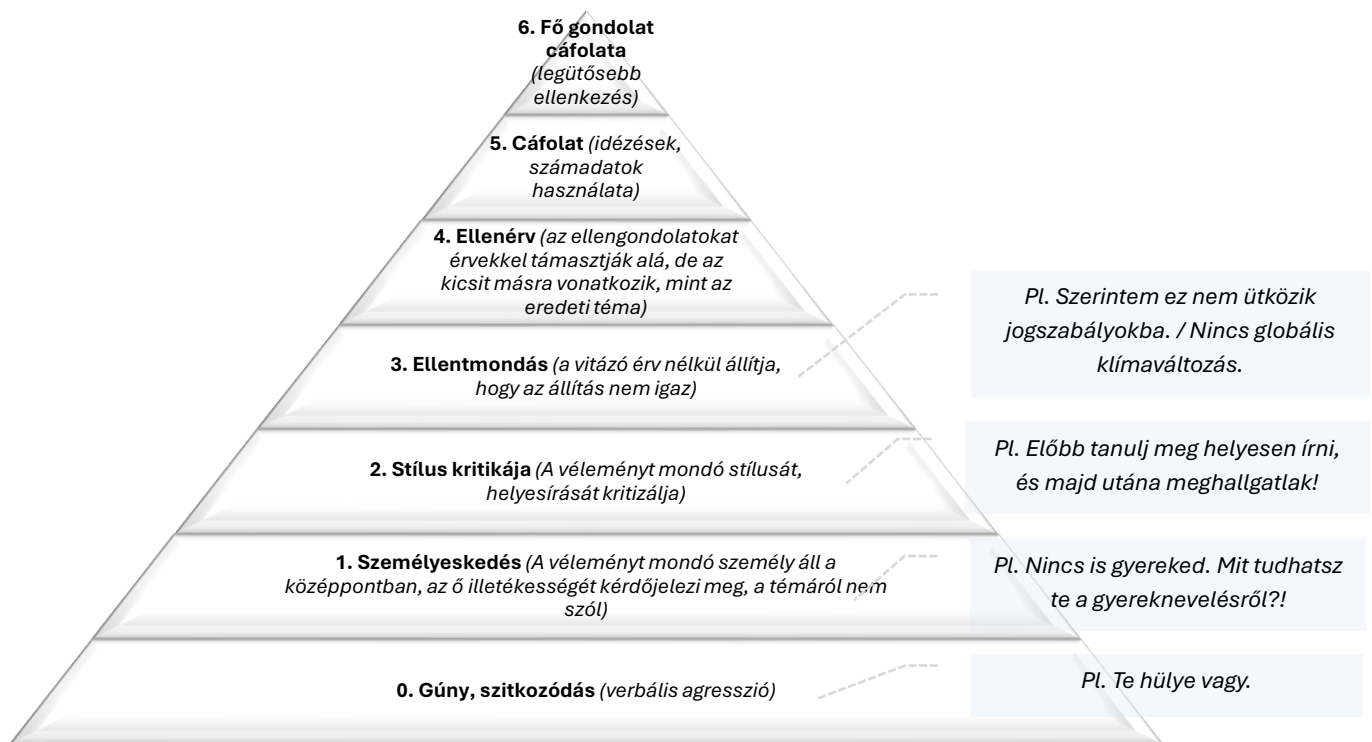 6. Fő gondolat
cáfolata
(legütősebb
ellenkezés)
5. Cáfolat (idézések,
számadatok
használata)
4. Ellenérv (az ellengondolatokat
érvekkel támasztják alá, de az
kicsit másra vonatkozik, mint az
eredeti téma)
Pl. Szerintem ez nem ütközik
jogszabályokba. / Nincs globális
klímaváltozás.
3. Ellentmondás (a vitázó érv nélkül állítja,
hogy az állítás nem igaz)
Pl. Előbb tanulj meg helyesen írni,
és majd utána meghallgatlak!
2. Stílus kritikája (A véleményt mondó stílusát,
helyesírását kritizálja)
1. Személyeskedés (A véleményt mondó személy áll a
középpontban, az ő illetékességét kérdőjelezi meg, a témáról nem
szól)
Pl. Nincs is gyereked. Mit tudhatsz
te a gyereknevelésről?!
0. Gúny, szitkozódás (verbális agresszió)
Pl. Te hülye vagy.